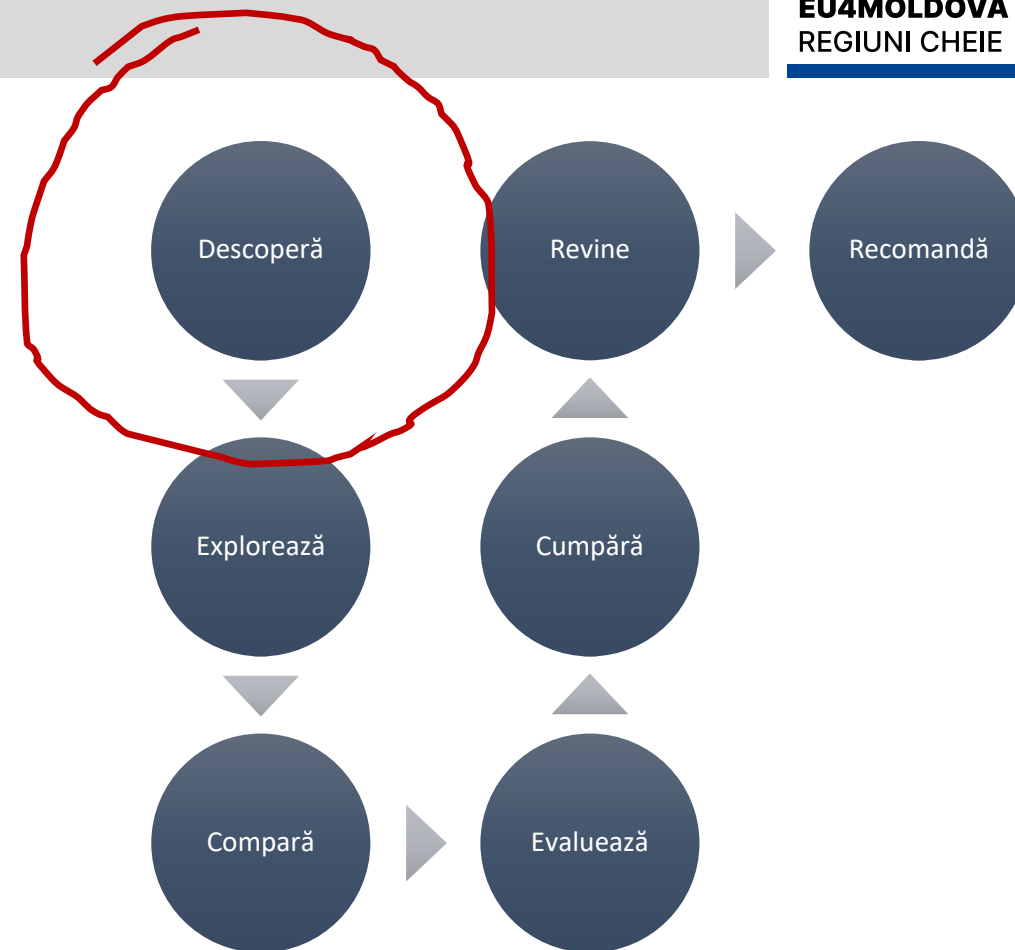 EU4MOLDOVA
REGIUNI CHEIE
Descoperă
Revine
Recomandă
Explorează
Cumpără
Compară
Evaluează